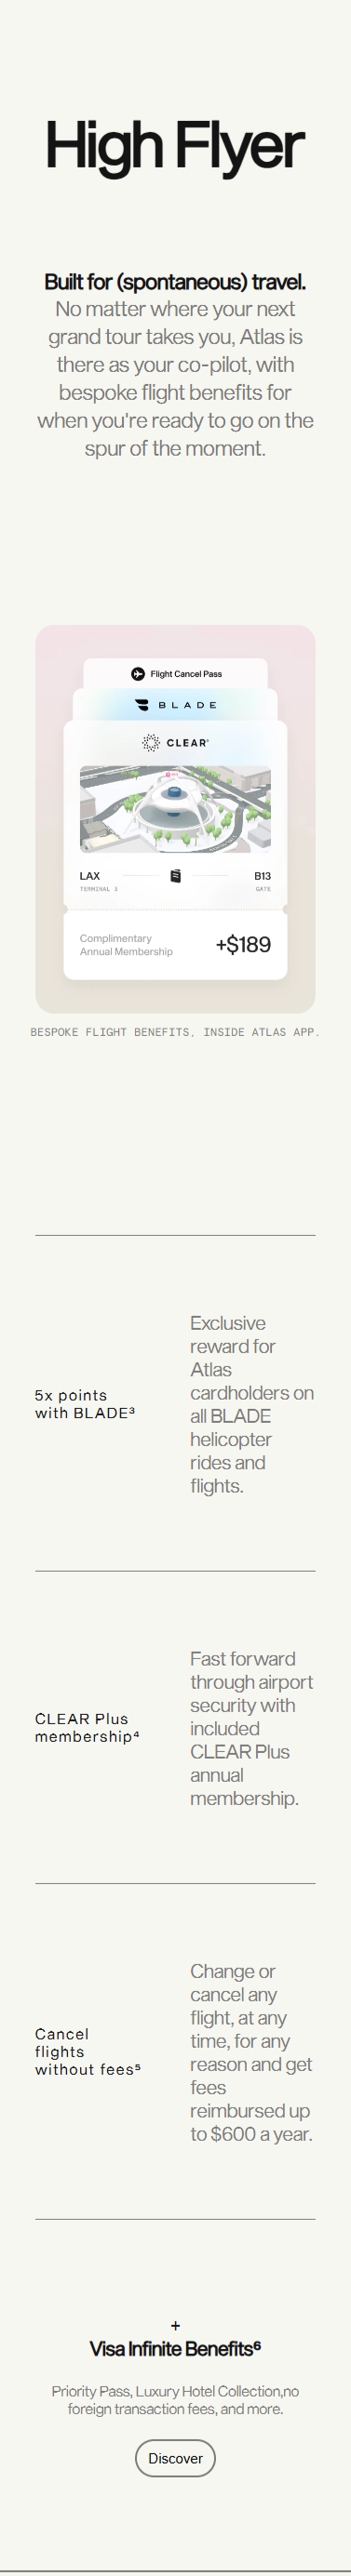 High Flyer
Built for (spontaneous) travel.
No matter where your next
grand tour takes you, Atlas is
there as your co-pilot, with
bespoke flight benefits for
when you're ready to go on the
spur of the moment.
Flight Cancel Pass
BLADE
CLEAR
LAX
TERMINAL 3
B13
GATE
Complimentary
Annual Membership
+$189
BESPOKE FLIGHT BENEFITS, INSIDE ATLAS APP.
5x points
with BLADE³
Exclusive
reward for
Atlas
cardholders on
all BLADE
helicopter
rides and
flights.
CLEAR Plus
membership⁴
Fast forward
through airport
security with
included
CLEAR Plus
annual
membership.
Cancel
flights
without fees⁵
Change or
cancel any
flight, at any
time, for any
reason and get
fees
reimbursed up
to $600 a year.
+
Visa Infinite Benefits⁶
Priority Pass, Luxury Hotel Collection,no
foreign transaction fees, and more.
Discover